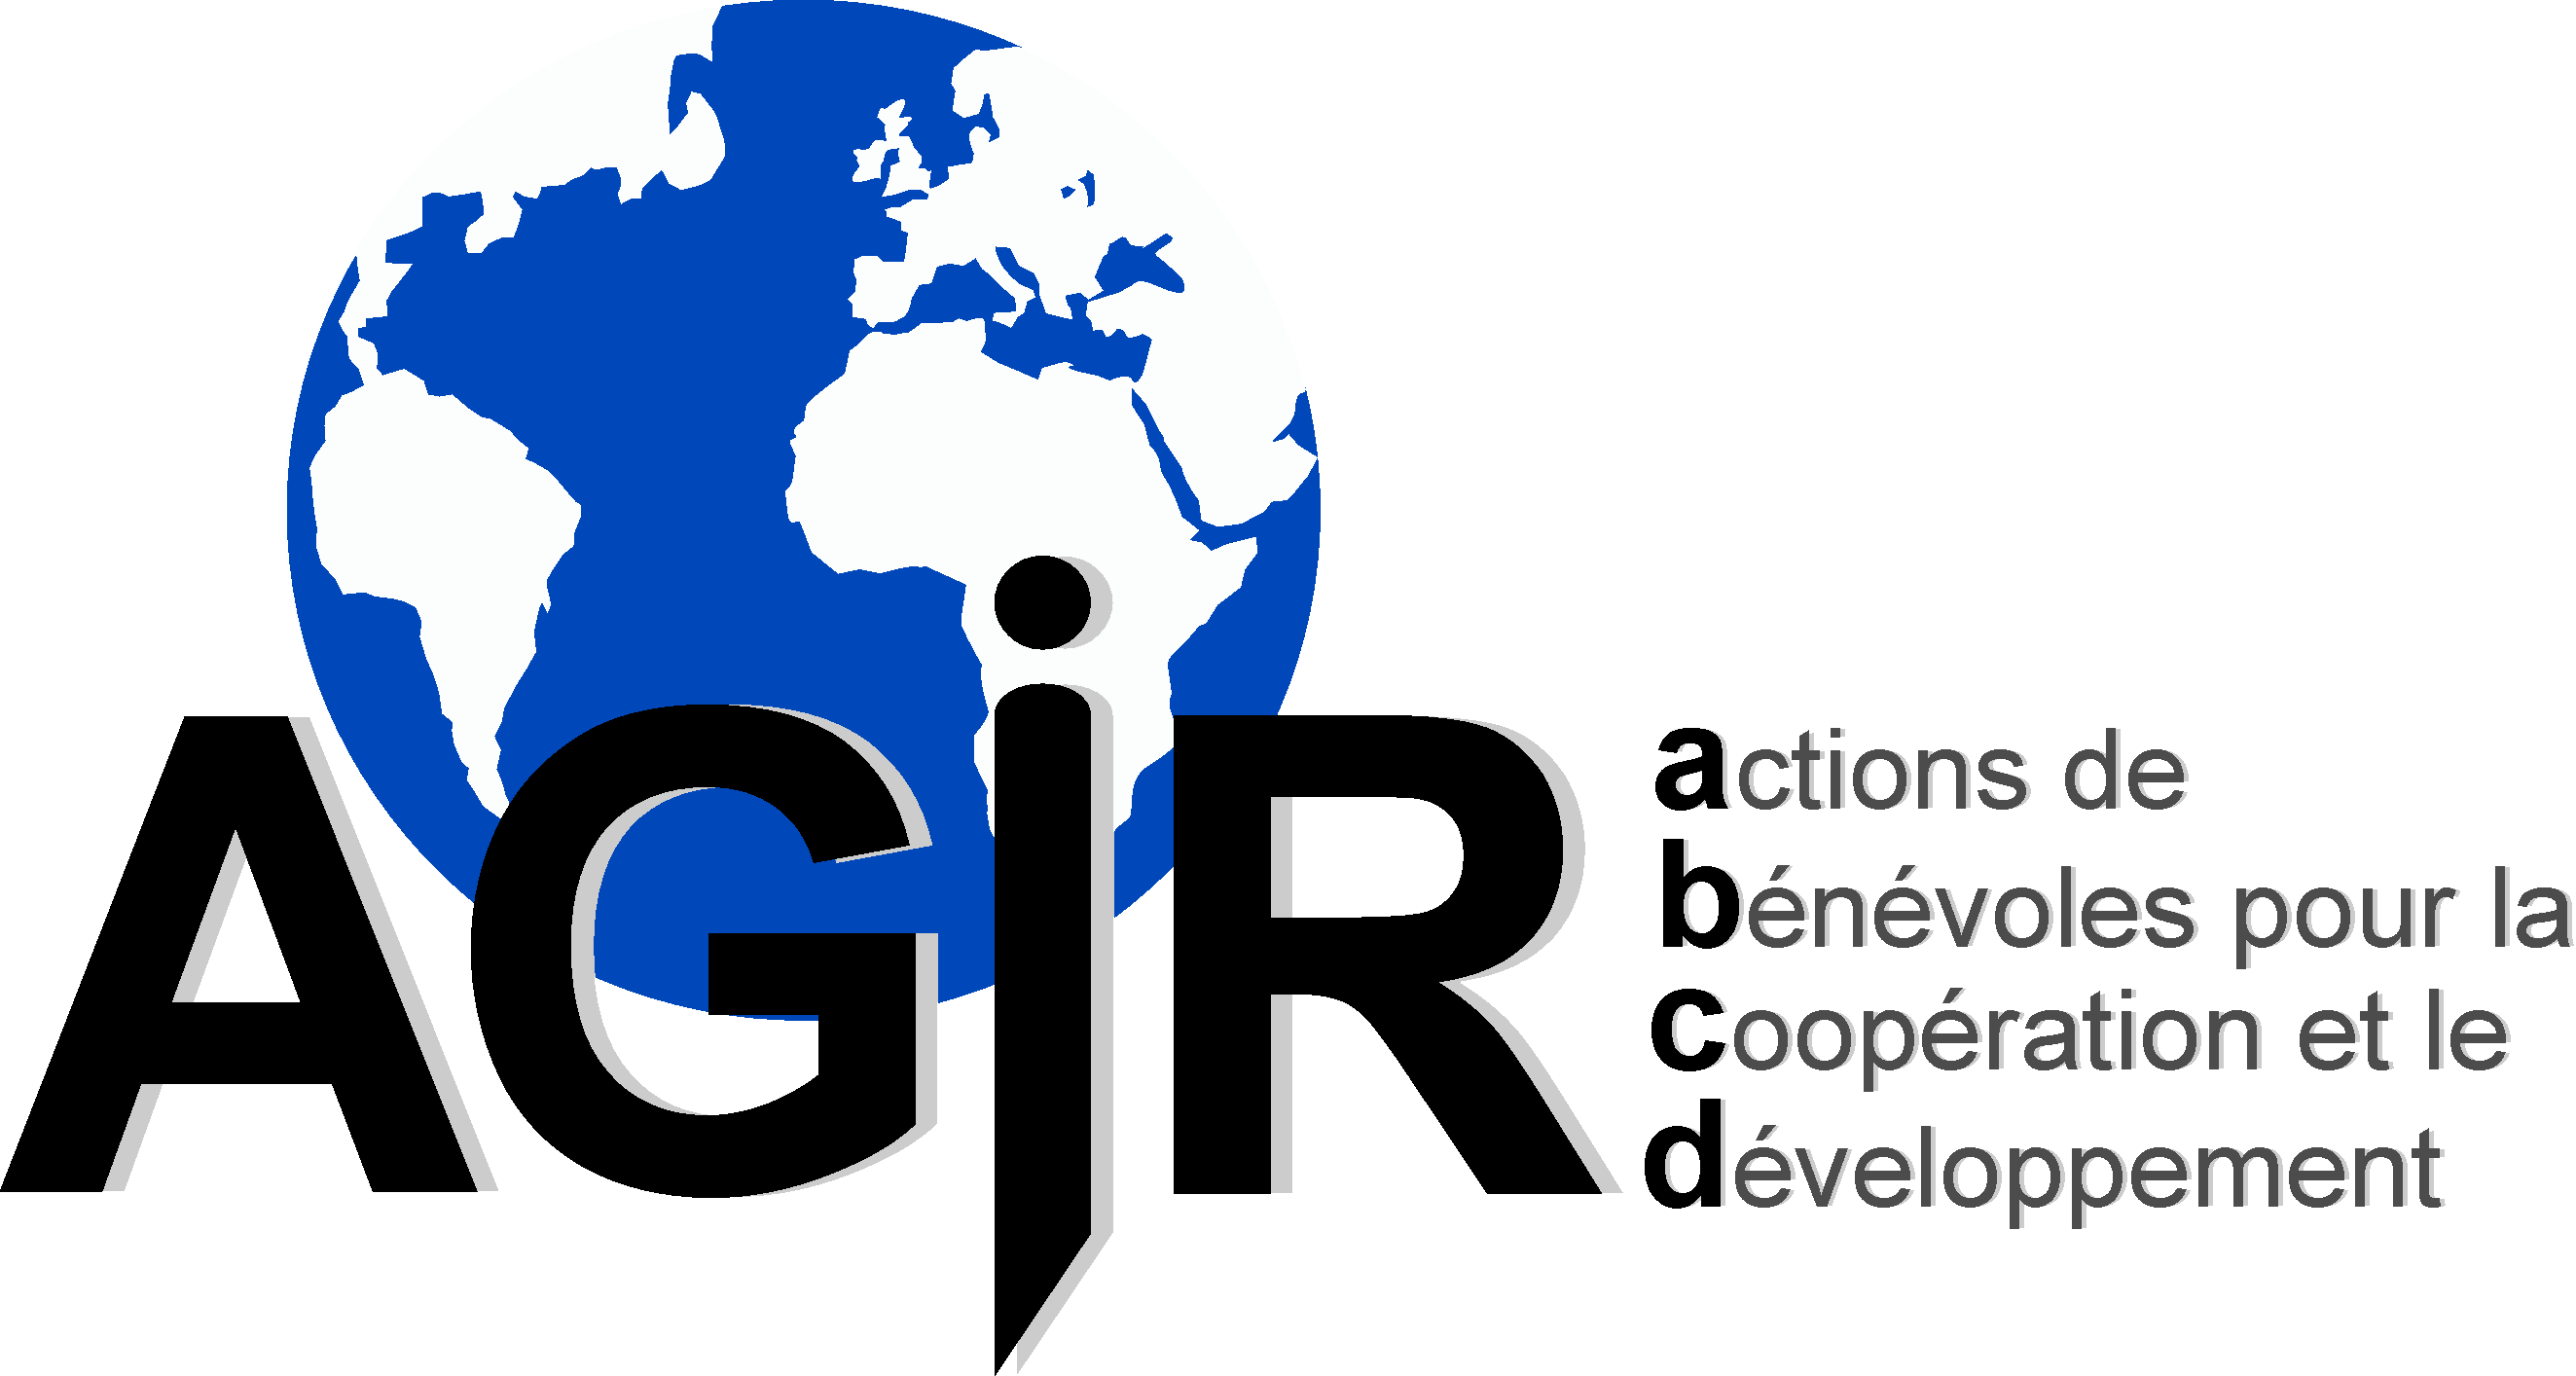 AGiR
actions de
bénévoles pour la
coopération et le
développement